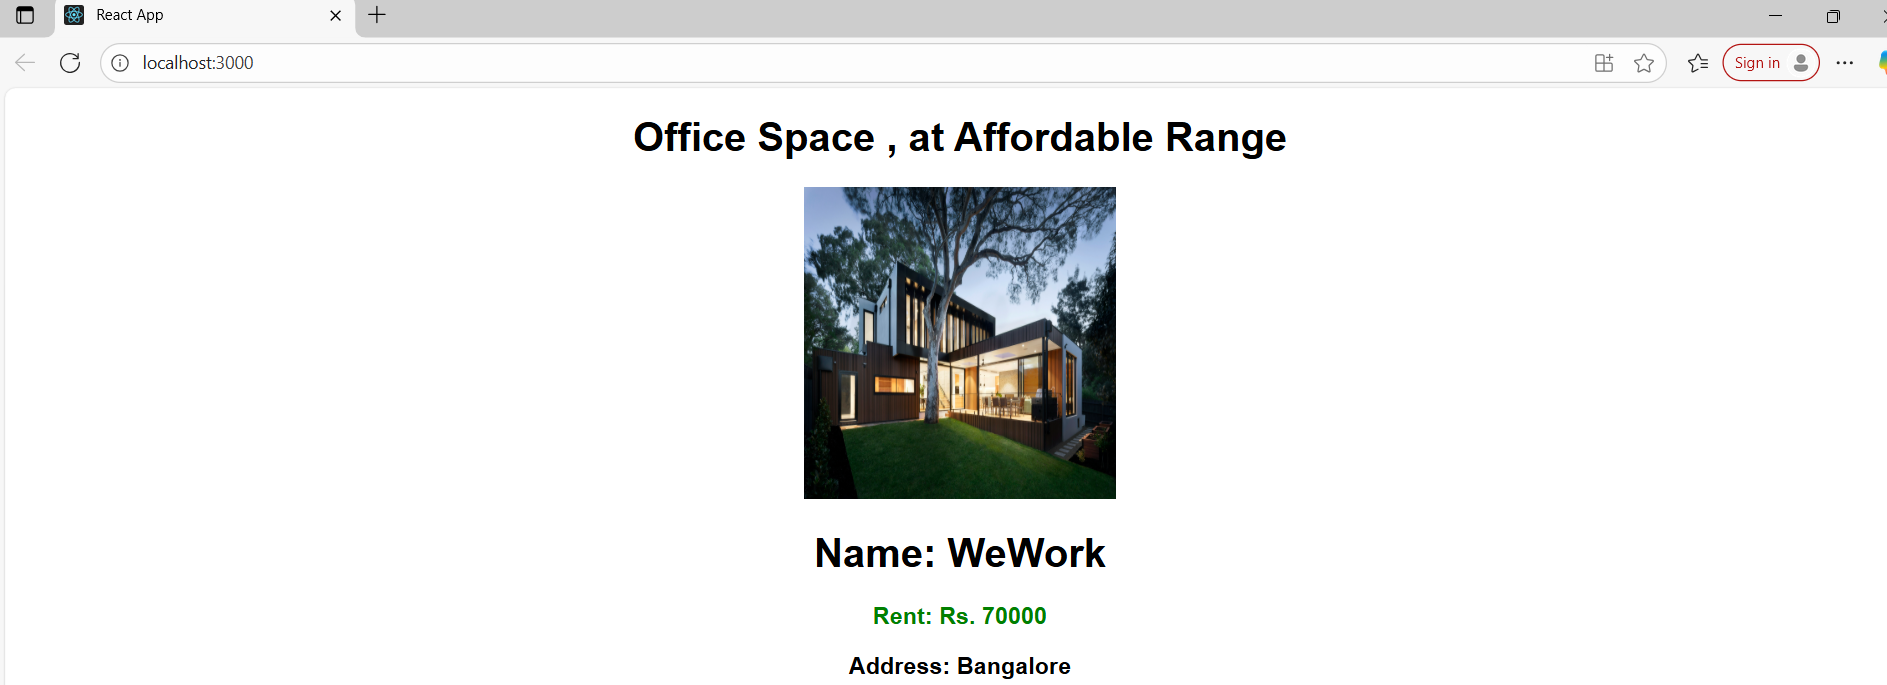 React App
localhost:3000
Sign in
Office Space , at Affordable Range
Name: WeWork
Rent: Rs. 70000
Address: Bangalore